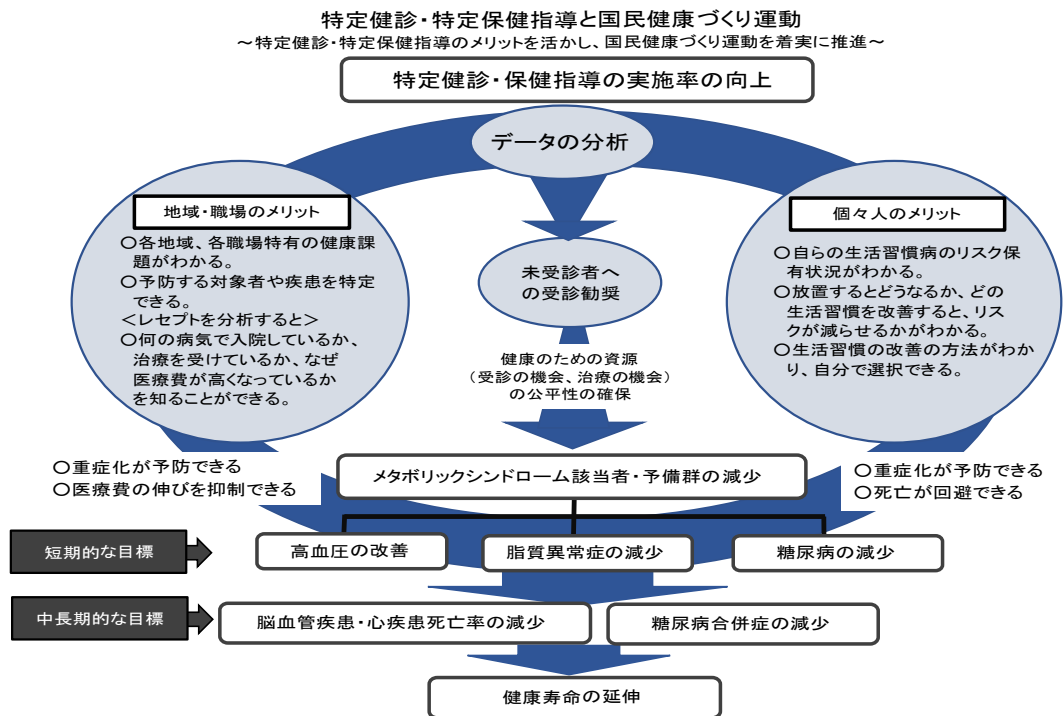 特定健診・特定保健指導と国民健康づくり運動
～特定健診・特定保健指導のメリットを活かし、国民健康づくり運動を着実に推進～
特定健診・保健指導の実施率の向上
データの分析
地域・職場のメリット
○各地域、各職場特有の健康課
題がわかる。
○予防する対象者や疾患を特定
できる。
＜レセプトを分析すると＞
○何の病気で入院しているか、
治療を受けているか、なぜ
医療費が高くなっているか
を知ることができる。
未受診者へ
の受診勧奨
個々人のメリット
○自らの生活習慣病のリスク保
有状況がわかる。
○放置するとどうなるか、どの
生活習慣を改善すると、リス
クが減らせるかがわかる。
○生活習慣の改善の方法がわか
り、自分で選択できる。
健康のための資源
（受診の機会、治療の機会）
の公平性の確保
○重症化が予防できる
○医療費の伸びを抑制できる
メタボリックシンドローム該当者・予備群の減少
○重症化が予防できる
○死亡が回避できる
短期的な目標
高血圧の改善
脂質異常症の減少
糖尿病の減少
中長期的な目標
脳血管疾患・心疾患死亡率の減少
糖尿病合併症の減少
健康寿命の延伸